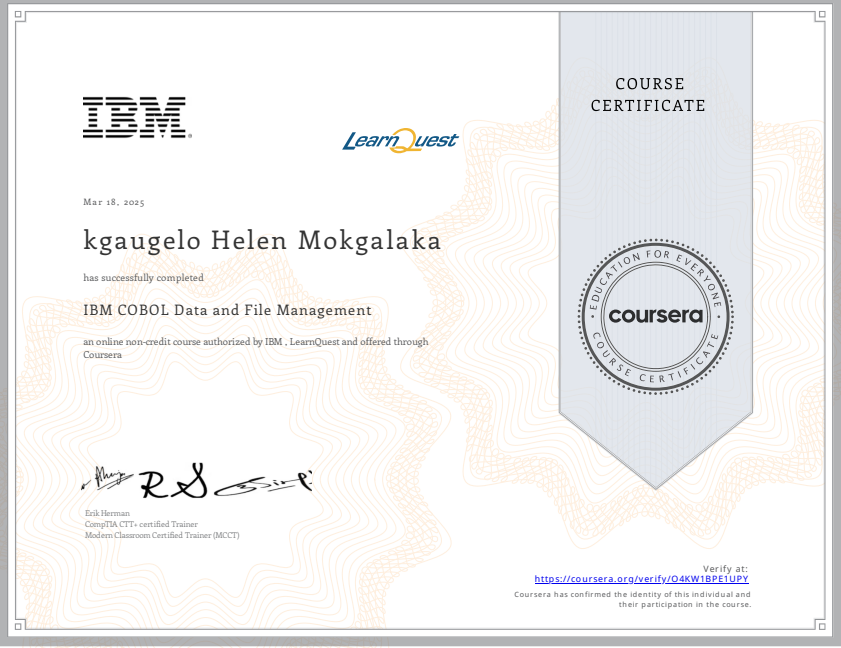 IBM
LearnQuest
COURSE
CERTIFICATE
Mar 18, 2025
kgaugelo Helen Mokgalaka
has successfully completed
IBM COBOL Data and File Management
an online non-credit course authorized by IBM , LearnQuest and offered through
Coursera
EDUCATION FOR EVERYONE
coursera
COURSE CERTIFICATE
Erik Herman
CompTIA CTT+ certified Trainer
Modern Classroom Certified Trainer (MCCT)
Verify at:
https://coursera.org/verify/O4KW1BPE1UPY
Coursera has confirmed the identity of this individual and
their participation in the course.